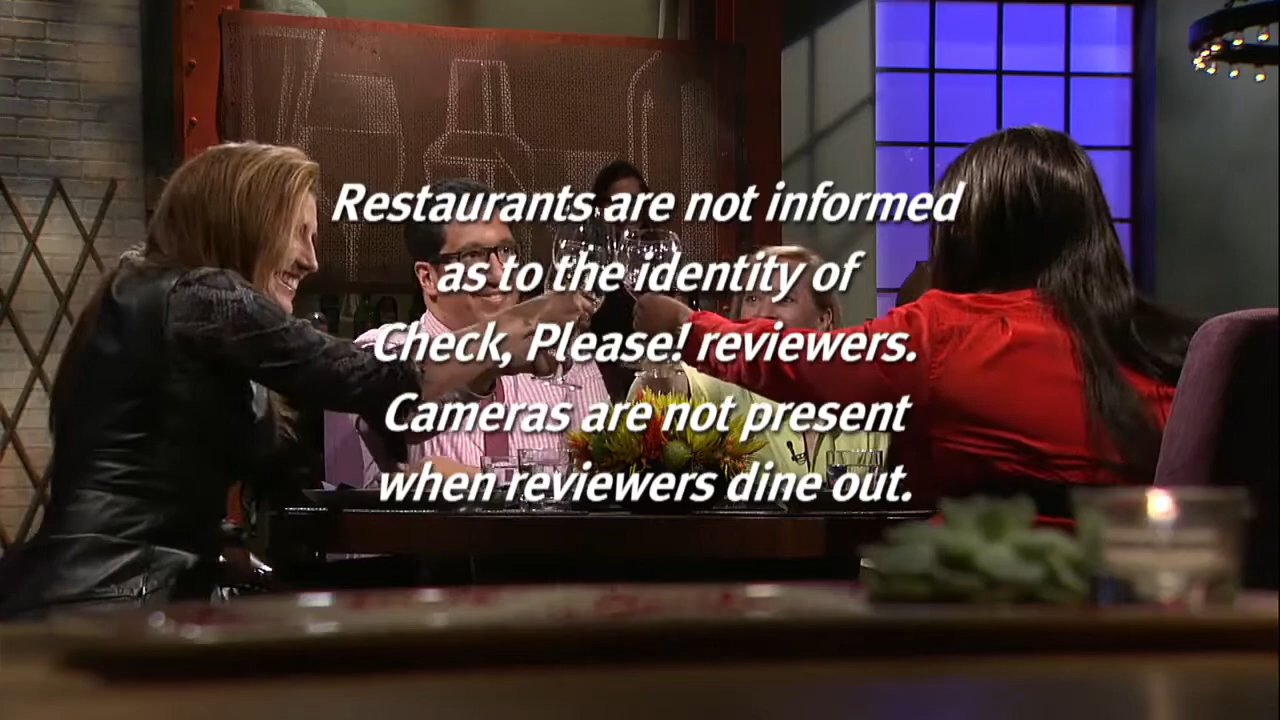 Restaurants are not informed
as to the identity of
Check, Please! reviewers.
Cameras are not present
when reviewers dine out.